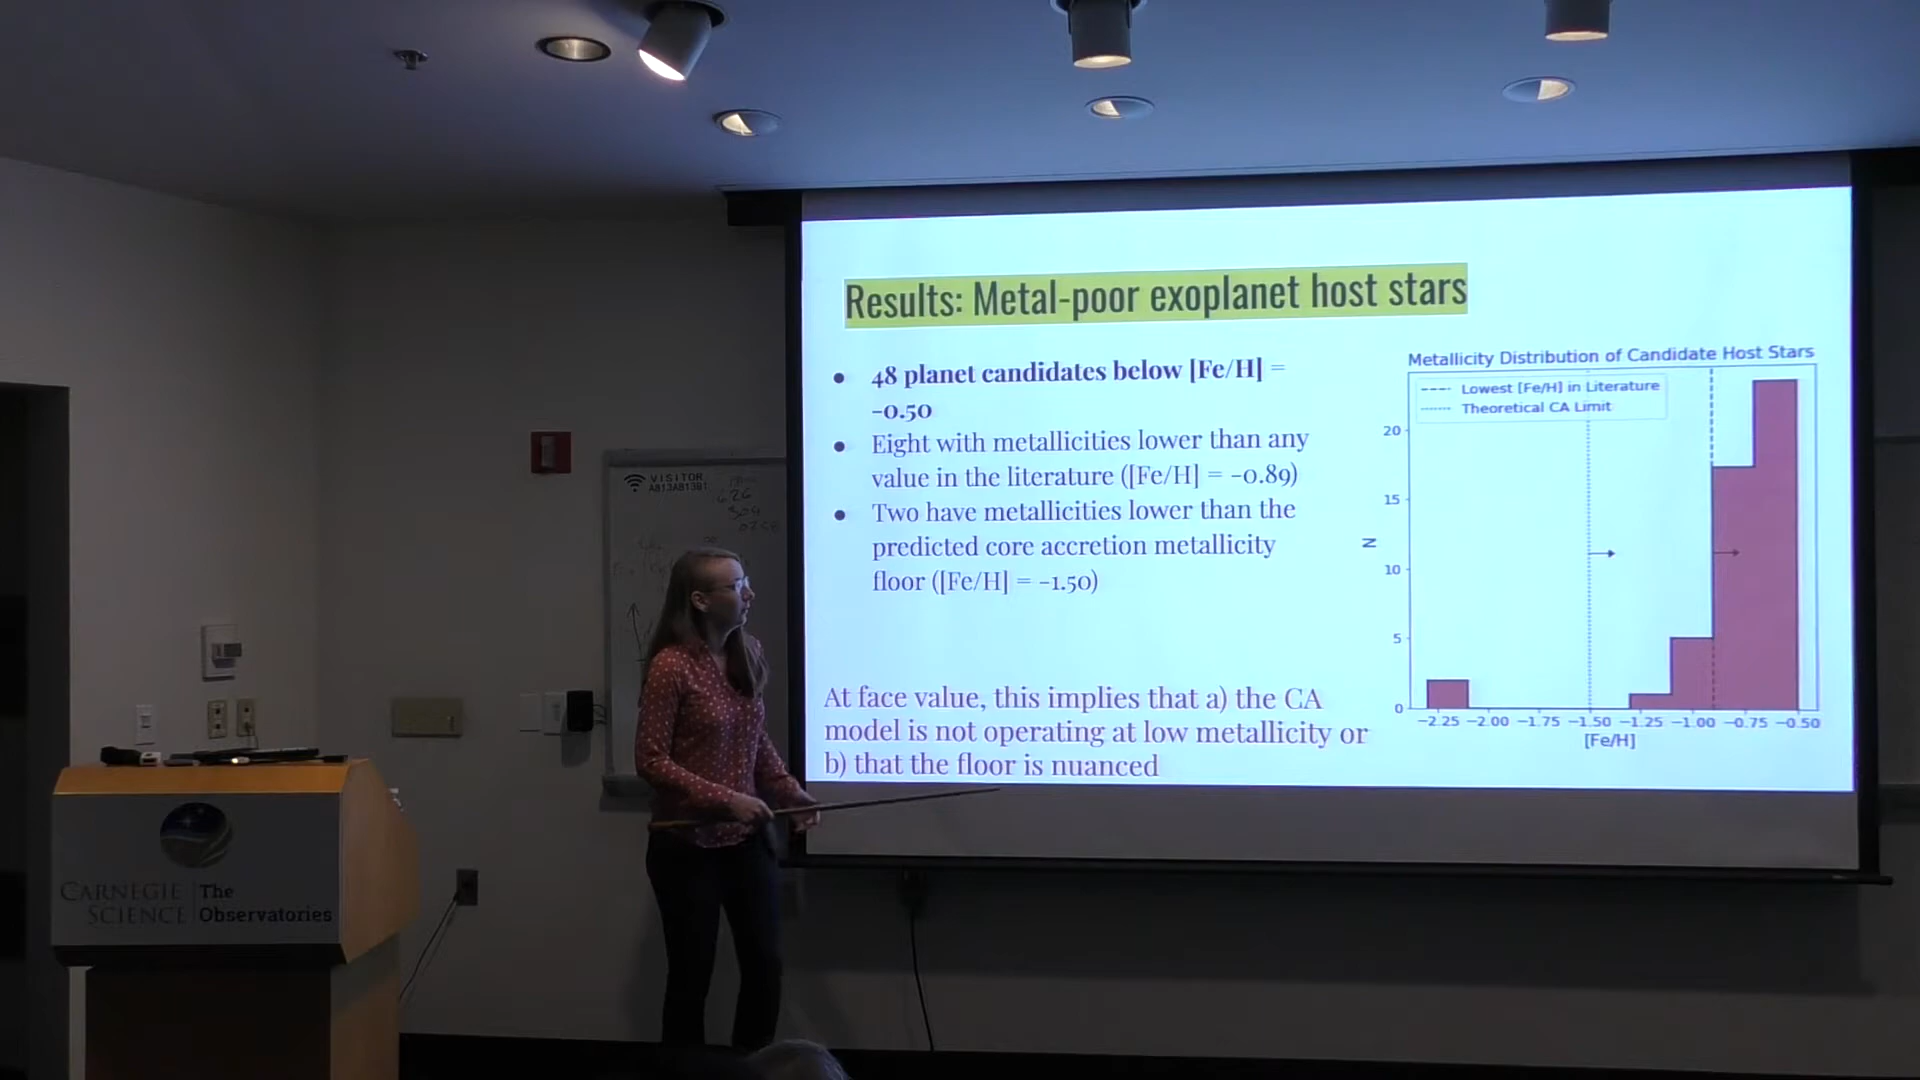 Results: Metal-poor exoplanet host stars
● 48 planet candidates below [Fe/H] =
−0.50
● Eight with metallicities lower than any
value in the literature ([Fe/H] = −0.89)
● Two have metallicities lower than the
predicted core accretion metallicity
floor ([Fe/H] = −1.50)
At face value, this implies that a) the CA
model is not operating at low metallicity or
b) that the floor is nuanced
Metallicity Distribution of Candidate Host Stars
Lowest [Fe/H] in Literature
Theoretical CA Limit
20
15
10
5
0
N
−2.25 −2.00 −1.75 −1.50 −1.25 −1.00 −0.75 −0.50
[Fe/H]
VISITOR
626
CARNEGIE SCIENCE
The Observatories